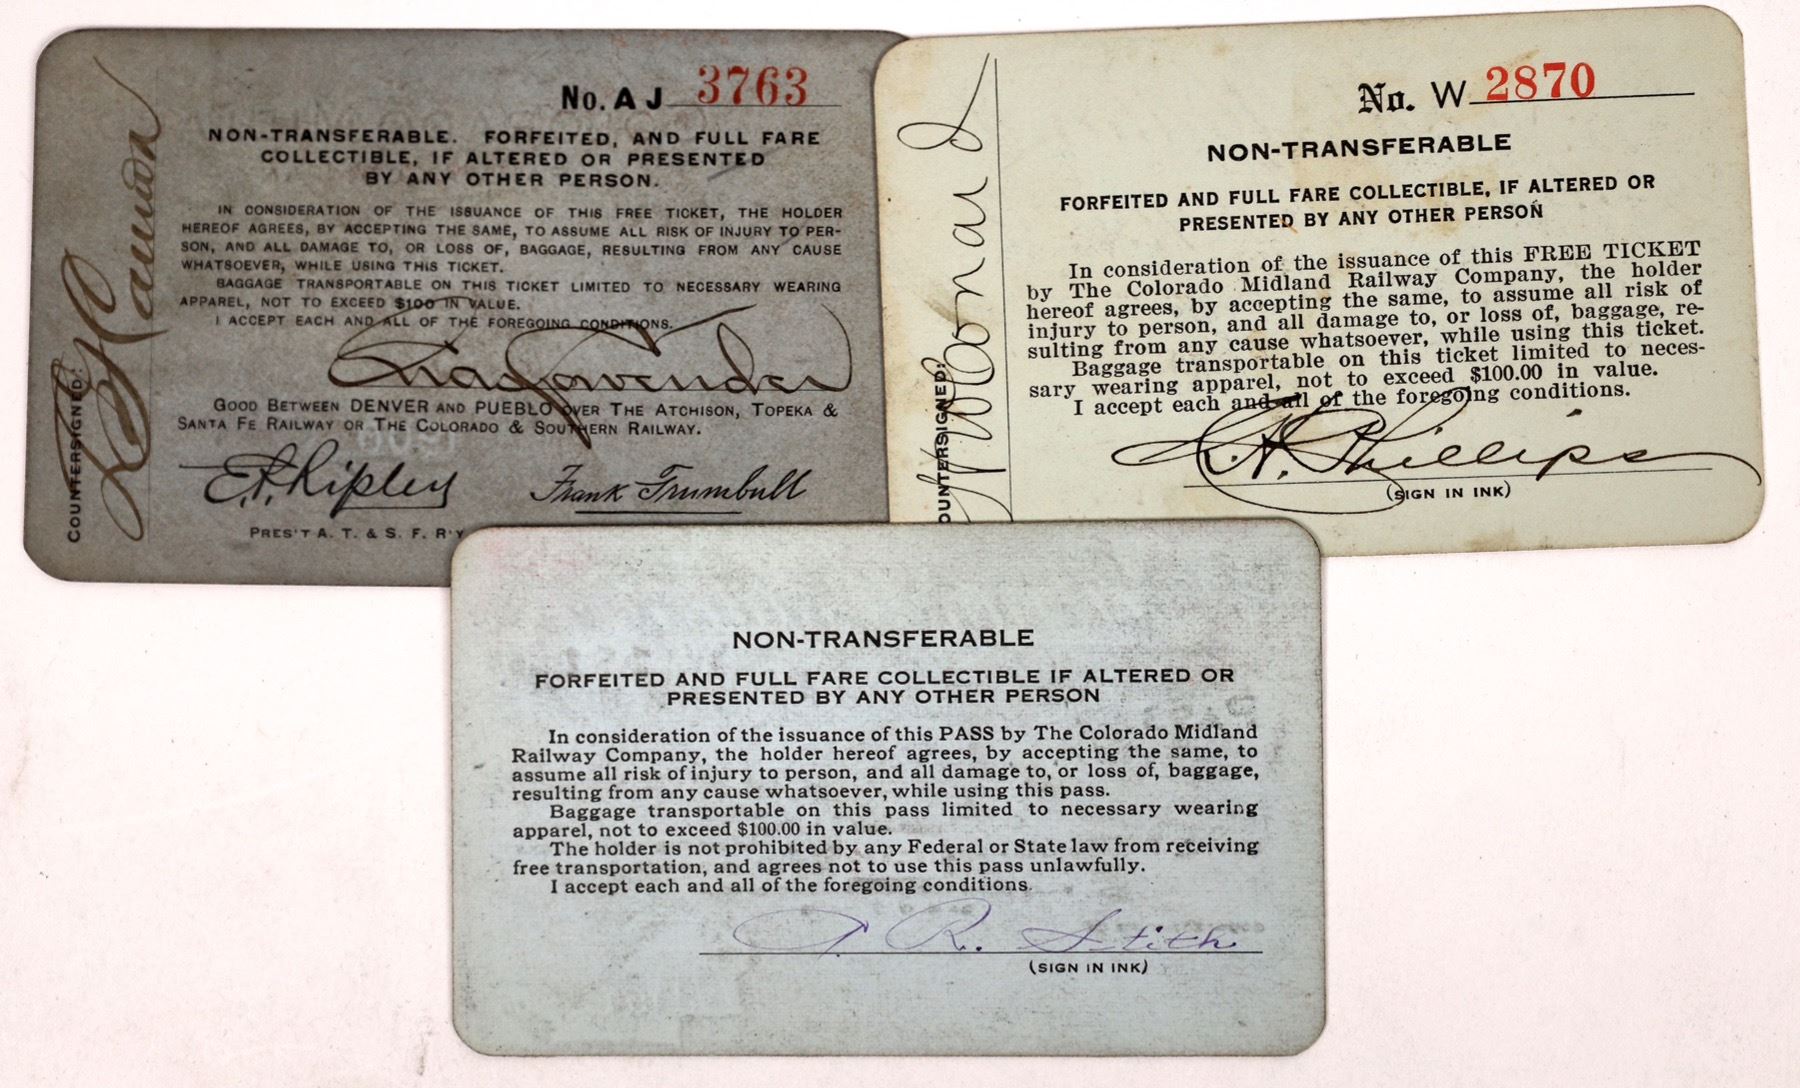 No. A J 3763
NON-TRANSFERABLE. FORFEITED, AND FULL FARE
COLLECTIBLE, IF ALTERED OR PRESENTED
BY ANY OTHER PERSON.
IN CONSIDERATION OF THE ISSUANCE OF THIS FREE TICKET, THE HOLDER
HEREOF AGREES, BY ACCEPTING THE SAME, TO ASSUME ALL RISK OF INJURY TO PER-
SON, AND ALL DAMAGE TO, OR LOSS OF, BAGGAGE, RESULTING FROM ANY CAUSE
WHATSOEVER, WHILE USING THIS TICKET.
BAGGAGE TRANSPORTABLE ON THIS TICKET LIMITED TO NECESSARY WEARING
APPAREL, NOT TO EXCEED $100 IN VALUE.
I ACCEPT EACH AND ALL OF THE FOREGOING CONDITIONS.
GOOD BETWEEN DENVER AND PUEBLO OVER THE ATCHISON, TOPEKA &
SANTA FE RAILWAY OR THE COLORADO & SOUTHERN RAILWAY.
E.P. Ripley Frank Trumbull
PRES'T A. T. & S. F. R'Y
COUNTERSIGNED:
No. W 2870
NON-TRANSFERABLE
FORFEITED AND FULL FARE COLLECTIBLE, IF ALTERED OR
PRESENTED BY ANY OTHER PERSON
In consideration of the issuance of this FREE TICKET
by The Colorado Midland Railway Company, the holder
hereof agrees, by accepting the same, to assume all risk of
injury to person, and all damage to, or loss of, baggage, re-
sulting from any cause whatsoever, while using this ticket.
Baggage transportable on this ticket limited to neces-
sary wearing apparel, not to exceed $100.00 in value.
I accept each and all of the foregoing conditions.
Phillips
(SIGN IN INK)
OUNTERSIGNED:
NON-TRANSFERABLE
FORFEITED AND FULL FARE COLLECTIBLE IF ALTERED OR
PRESENTED BY ANY OTHER PERSON
In consideration of the issuance of this PASS by The Colorado Midland
Railway Company, the holder hereof agrees, by accepting the same, to
assume all risk of injury to person, and all damage to, or loss of, baggage,
resulting from any cause whatsoever, while using this pass.
Baggage transportable on this pass limited to necessary wearing
apparel, not to exceed $100.00 in value.
The holder is not prohibited by any Federal or State law from receiving
free transportation, and agrees not to use this pass unlawfully.
I accept each and all of the foregoing conditions.
R. Stith
(SIGN IN INK)